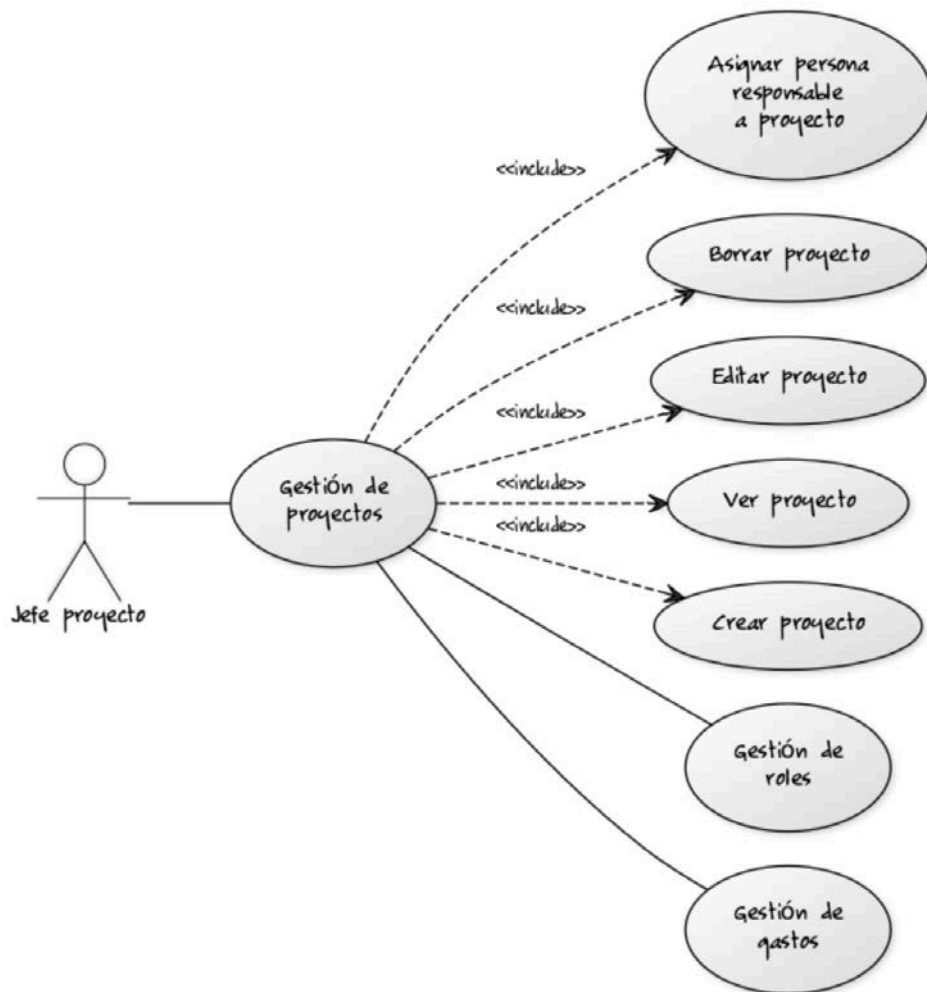 Asignar persona
responsable
a proyecto
<<include>>
Borrar proyecto
<<include>>
Editar proyecto
<<include>>
Gestión de
proyectos
<<include>>
Ver proyecto
<<include>>
Jefe proyecto
Crear proyecto
Gestión de
roles
Gestión de
gastos